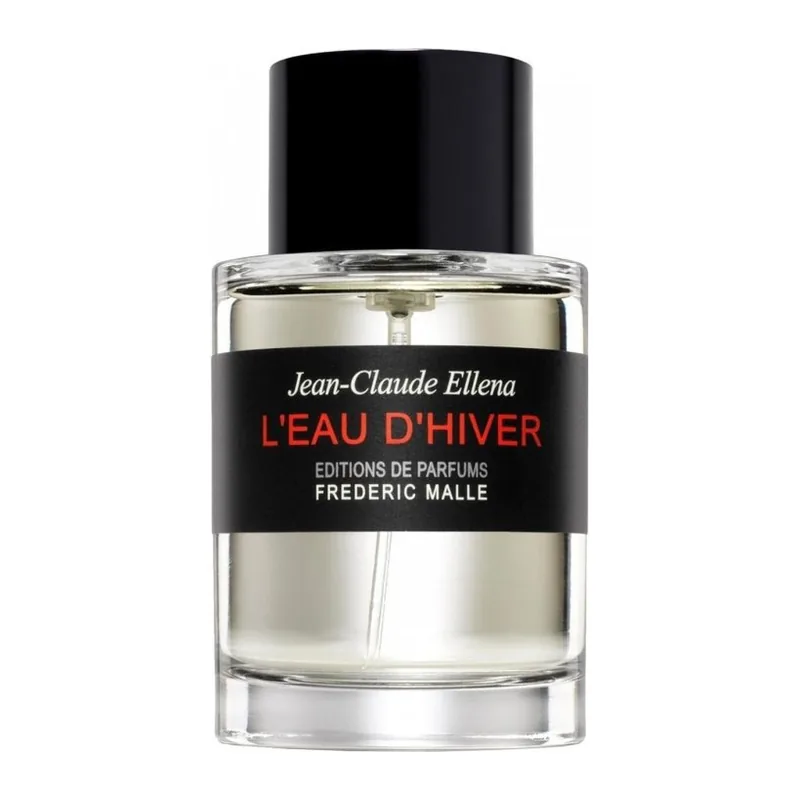 Jean-Claude Ellena
L'EAU D'HIVER
EDITIONS DE PARFUMS
FREDERIC MALLE